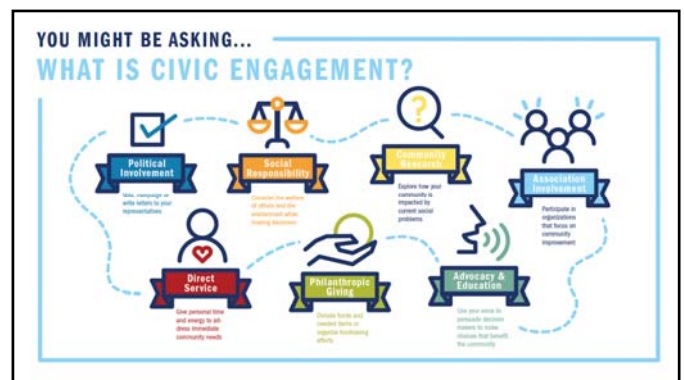 YOU MIGHT BE ASKING...
WHAT IS CIVIC ENGAGEMENT?
Political
Involvement
write letters to your
representatives
Social
Responsibility
Consider the welfare
of others and the
environment when
making decisions
Community
Research
Explore how your
community is
impacted by
current social
problems
Association
Involvement
Participate in
organizations
that focus on
community
improvement
Direct
Service
Give personal time
and energy to ad-
dress immediate
community needs
Philanthropic
Giving
Donate funds and
needed items or
organize fundraising
efforts
Advocacy &
Education
Use your voice to
persuade decision
makers to make
choices that benefit
the community